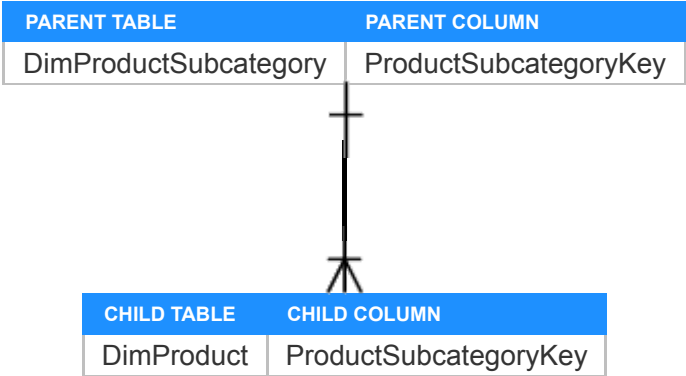 PARENT TABLE PARENT COLUMN
DimProductSubcategory ProductSubcategoryKey
CHILD TABLE CHILD COLUMN
DimProduct ProductSubcategoryKey